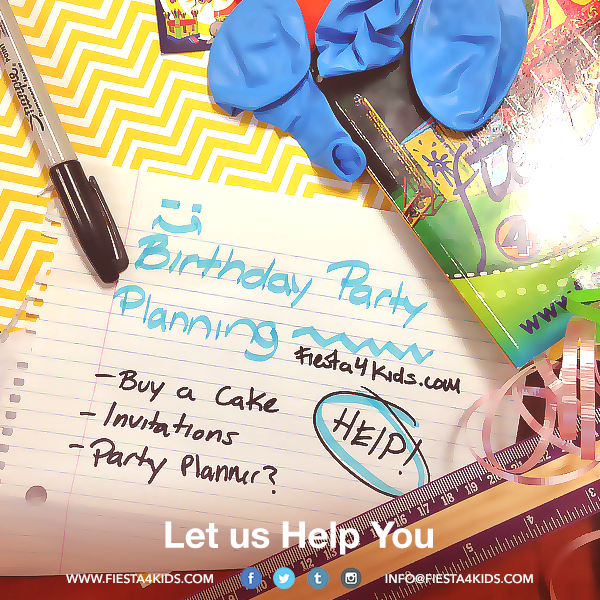 Sharpie
Birthday Party
Planning
Fiesta4Kids.com
- Buy a Cake
- Invitations
- Party Planner?
HELP!
www.
Let us Help You
WWW.FIESTA4KIDS.COM
INFO@FIESTA4KIDS.COM